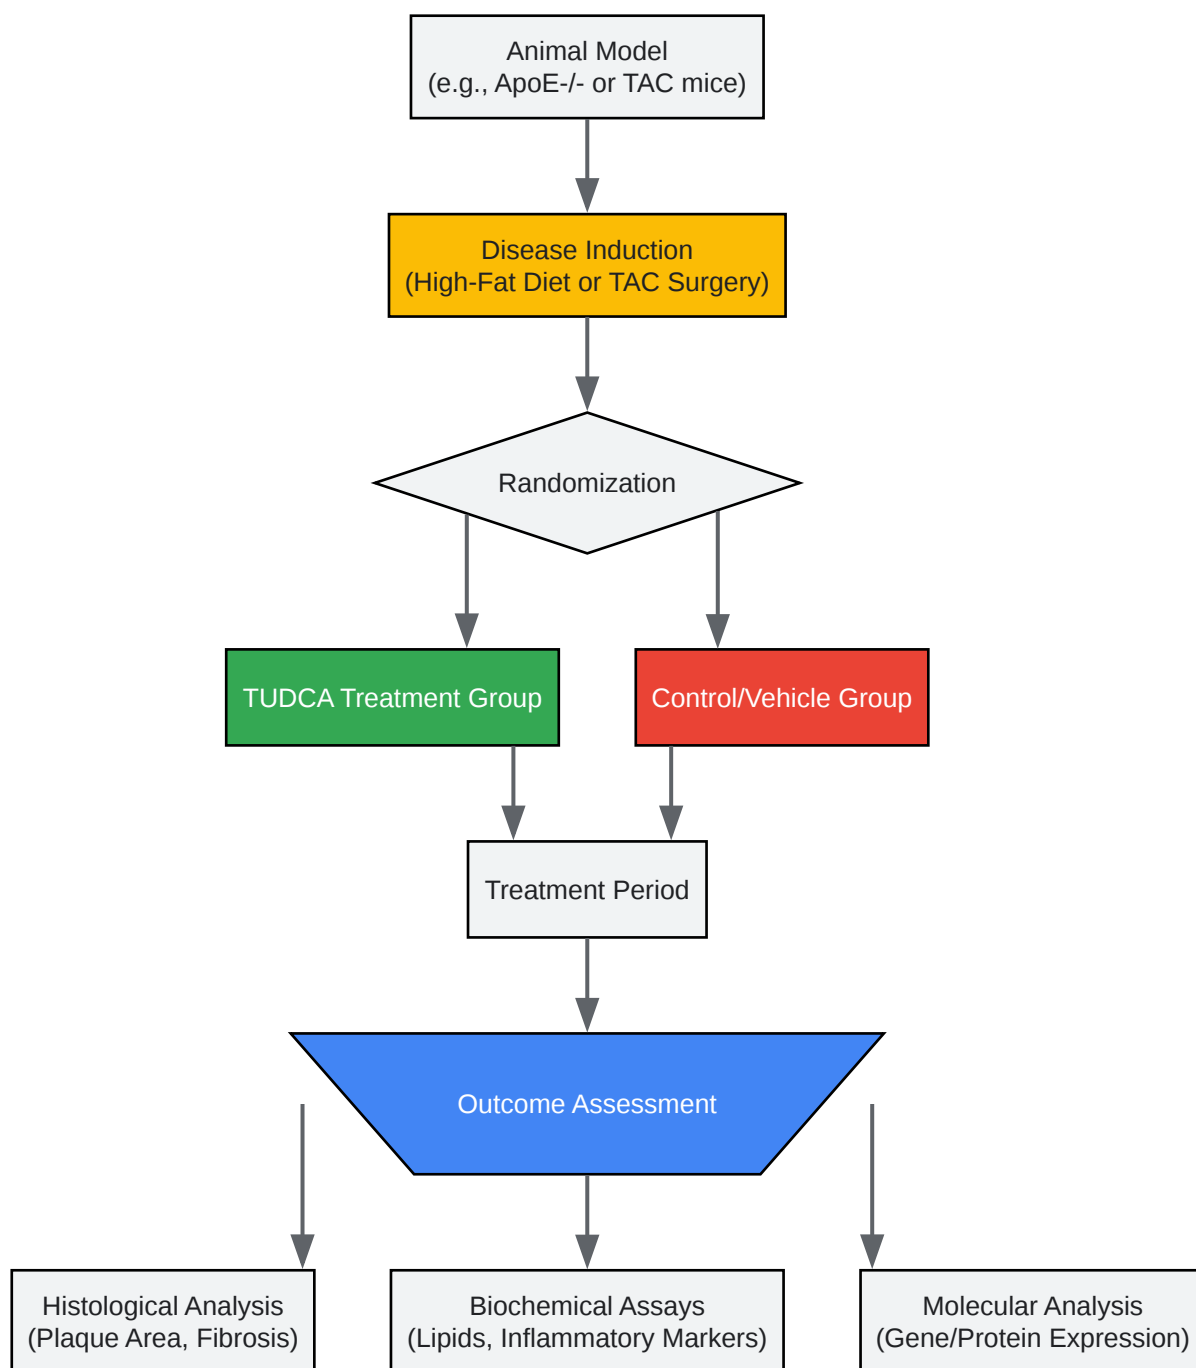 Animal Model
(e.g., ApoE-/- or TAC mice)
Disease Induction
(High-Fat Diet or TAC Surgery)
Randomization
TUDCA Treatment Group
Control/Vehicle Group
Treatment Period
Outcome Assessment
Histological Analysis
(Plaque Area, Fibrosis)
Biochemical Assays
(Lipids, Inflammatory Markers)
Molecular Analysis
(Gene/Protein Expression)